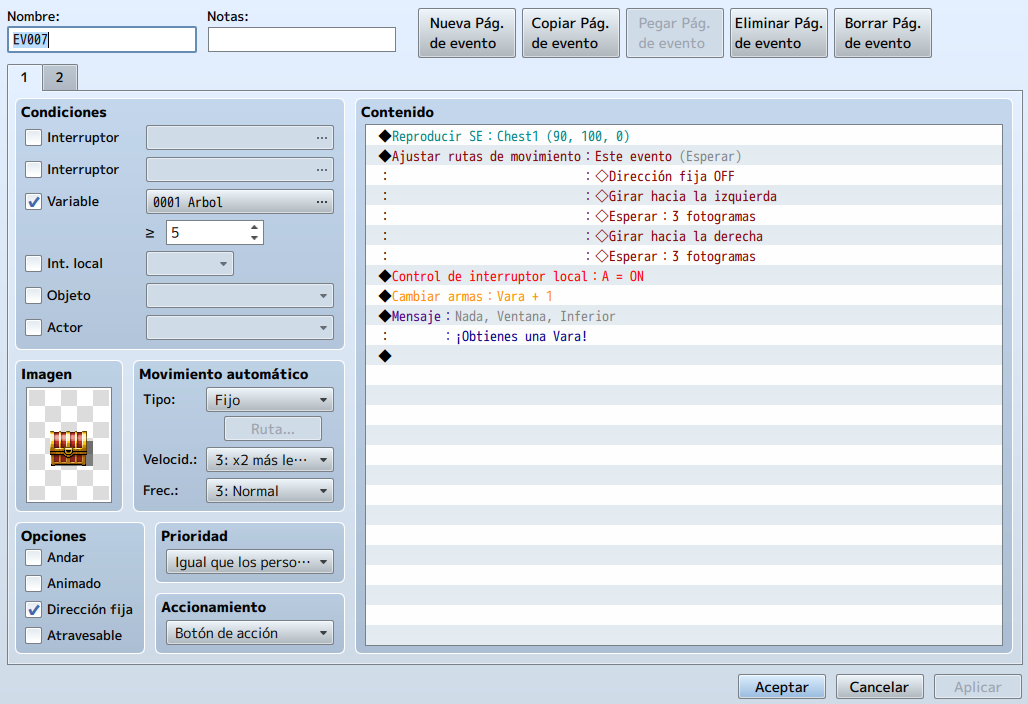 Nombre:
Notas:
EV007
Nueva Pág. de evento
Copiar Pág. de evento
Pegar Pág. de evento
Eliminar Pág. de evento
Borrar Pág. de evento
1
2
Condiciones
Interruptor ...
Interruptor ...
Variable 0001 Arbol ...
≥ 5
Int. local
Objeto
Actor
Imagen
Movimiento automático
Tipo: Fijo
Ruta...
Velocid.: 3: x2 más le···
Frec.: 3: Normal
Opciones
Andar
Animado
Dirección fija
Atravesable
Prioridad
Igual que los perso···
Accionamiento
Botón de acción
Contenido
◆Reproducir SE：Chest1 (90, 100, 0)
◆Ajustar rutas de movimiento：Este evento (Esperar)
：　：◇Dirección fija OFF
：　：◇Girar hacia la izquierda
：　：◇Esperar：3 fotogramas
：　：◇Girar hacia la derecha
：　：◇Esperar：3 fotogramas
◆Control de interruptor local：A = ON
◆Cambiar armas：Vara + 1
◆Mensaje：Nada, Ventana, Inferior
：　：¡Obtienes una Vara!
◆
Aceptar
Cancelar
Aplicar